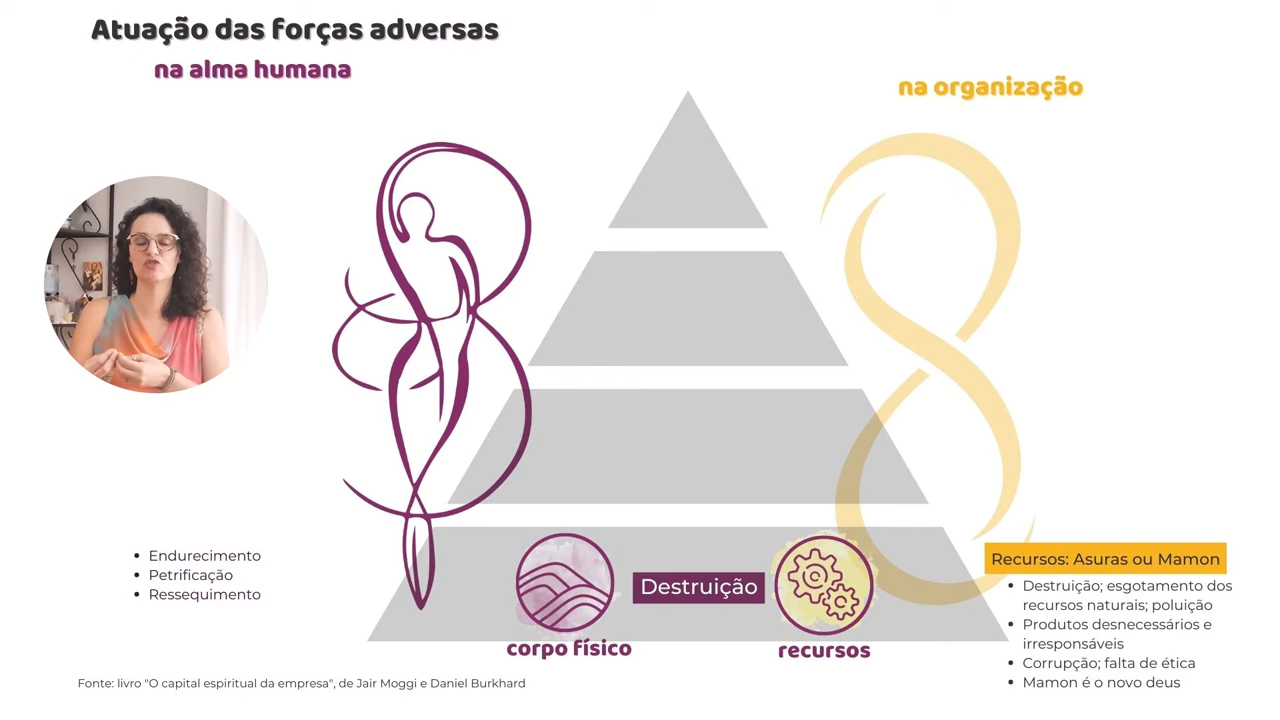 Atuação das forças adversas
na alma humana
na organização
Endurecimento
Petrificação
Ressequimento
Destruição
corpo físico
recursos
Recursos: Asuras ou Mamon
Destruição; esgotamento dos
recursos naturais; poluição
Produtos desnecessários e
irresponsáveis
Corrupção; falta de ética
Mamon é o novo deus
Fonte: livro "O capital espiritual da empresa", de Jair Moggi e Daniel Burkhard